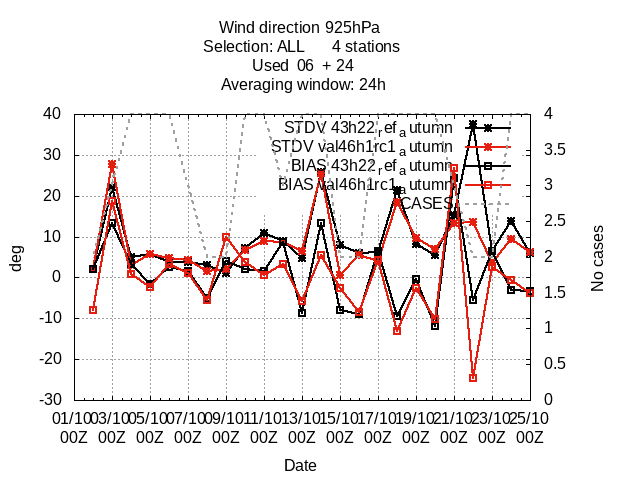 Wind direction 925hPa
Selection: ALL 4 stations
Used 06 + 24
Averaging window: 24h
40 4
STDV 43h22_ref_autumn
3.5
STDV val46h1rc1_autumn
30
BIAS 43h22_ref_autumn
3
BIAS val46h1rc1_autumn
20
CASES
2.5
10
deg
2
No cases
0
1.5
-10
1
-20
0.5
-30 0
01/10 03/10 05/10 07/10 09/10 11/10 13/10 15/10 17/10 19/10 21/10 23/10 25/10
00Z 00Z 00Z 00Z 00Z 00Z 00Z 00Z 00Z 00Z 00Z 00Z 00Z
Date